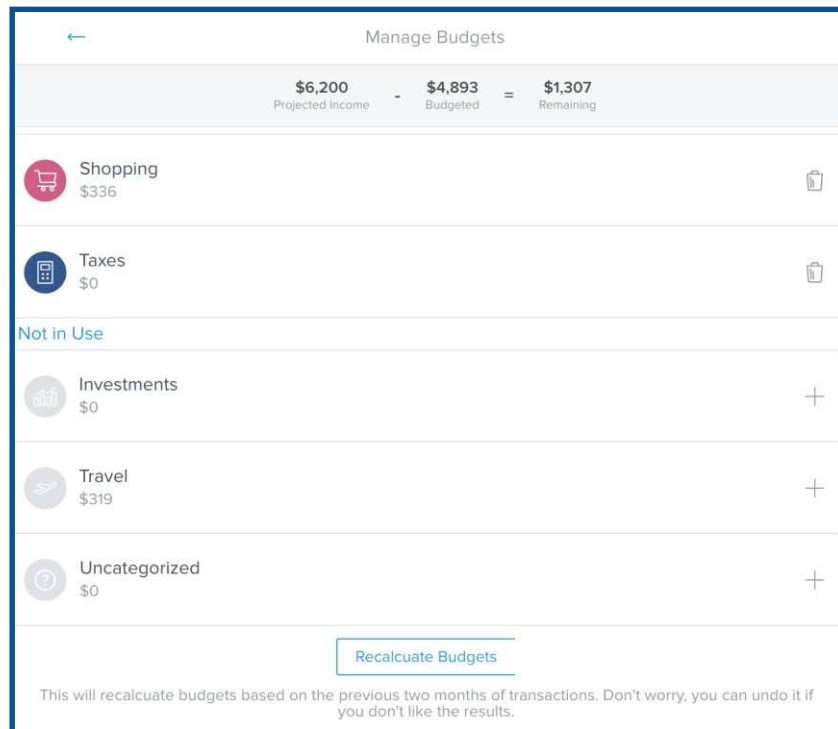 Manage Budgets
$6,200 - $4,893 = $1,307
Projected Income Budgeted Remaining
Shopping
$336
Taxes
$0
Not in Use
Investments
$0
Travel
$319
Uncategorized
$0
Recalcuate Budgets
This will recalcuate budgets based on the previous two months of transactions. Don't worry, you can undo it if
you don't like the results.